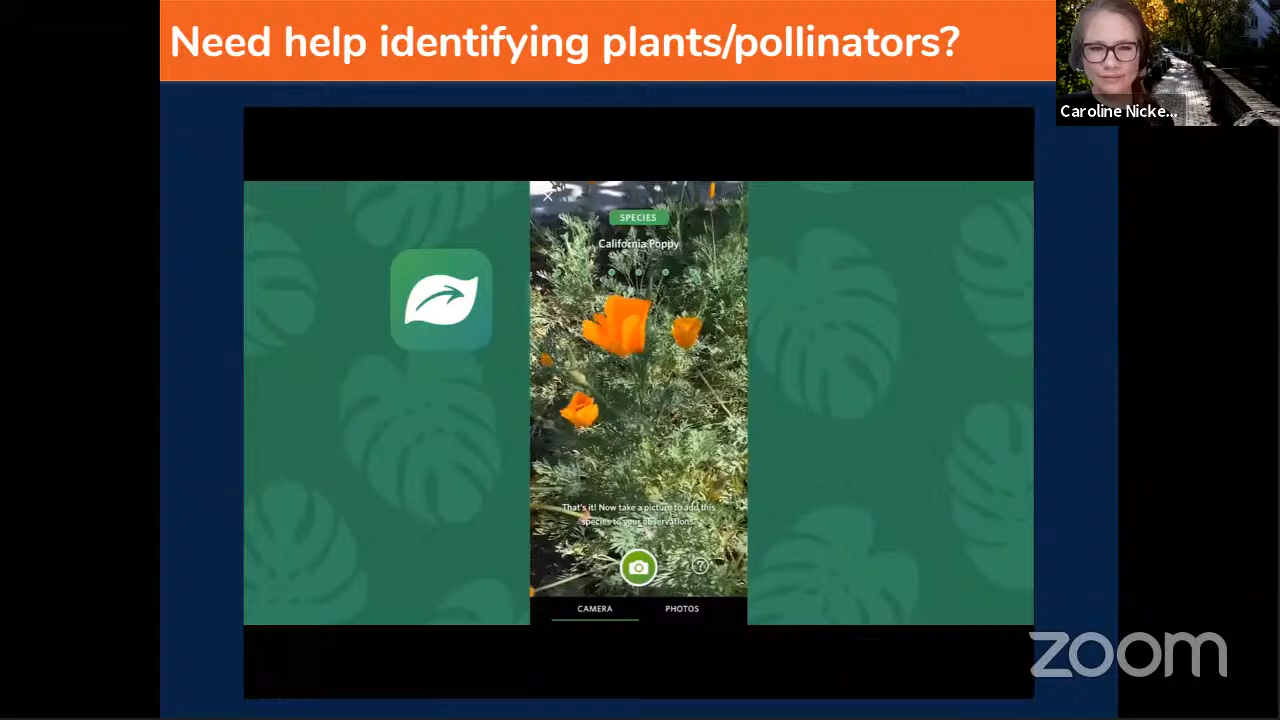 Need help identifying plants/pollinators?
Caroline Nicke...
SPECIES
California Poppy
That's it! Now take a picture to add this
species to your observations.
?
CAMERA
PHOTOS
zoom